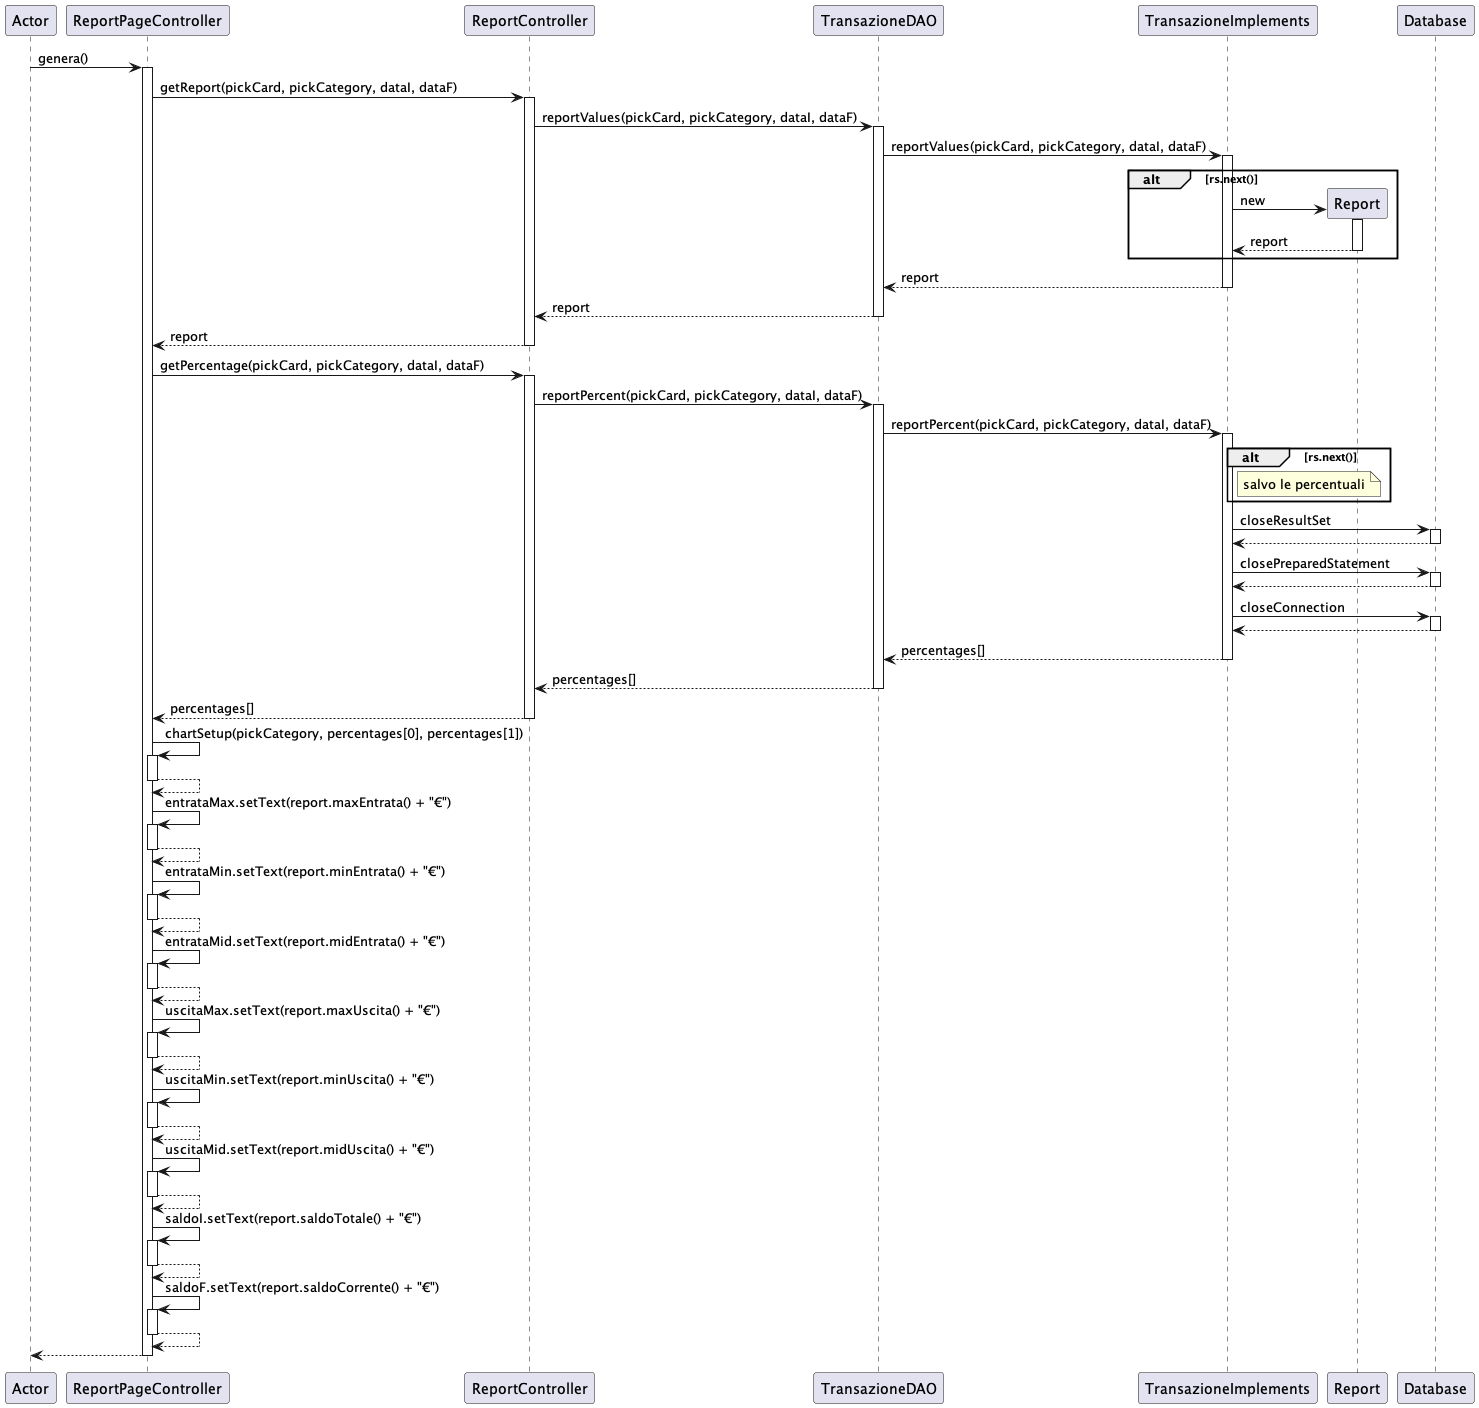 Actor
ReportPageController
ReportController
TransazioneDAO
TransazioneImplements
Database
genera()
getReport(pickCard, pickCategory, dataI, dataF)
reportValues(pickCard, pickCategory, dataI, dataF)
reportValues(pickCard, pickCategory, dataI, dataF)
alt
[rs.next()]
new
Report
report
report
report
report
getPercentage(pickCard, pickCategory, dataI, dataF)
reportPercent(pickCard, pickCategory, dataI, dataF)
reportPercent(pickCard, pickCategory, dataI, dataF)
alt
[rs.next()]
salvo le percentuali
closeResultSet
closePreparedStatement
closeConnection
percentages[]
percentages[]
percentages[]
chartSetup(pickCategory, percentages[0], percentages[1])
entrataMax.setText(report.maxEntrata() + "€")
entrataMin.setText(report.minEntrata() + "€")
entrataMid.setText(report.midEntrata() + "€")
uscitaMax.setText(report.maxUscita() + "€")
uscitaMin.setText(report.minUscita() + "€")
uscitaMid.setText(report.midUscita() + "€")
saldoI.setText(report.saldoTotale() + "€")
saldoF.setText(report.saldoCorrente() + "€")
Actor
ReportPageController
ReportController
TransazioneDAO
TransazioneImplements
Report
Database